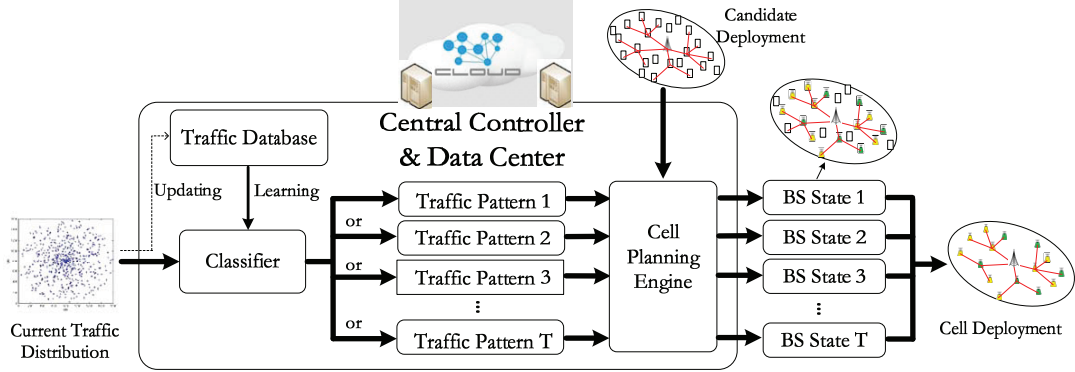 Candidate
Deployment
CLOUD
Central Controller
& Data Center
Traffic Database
Updating
Learning
Classifier
Current Traffic
Distribution
or
or
or
or
Traffic Pattern 1
Traffic Pattern 2
Traffic Pattern 3
...
Traffic Pattern T
Cell
Planning
Engine
BS State 1
BS State 2
BS State 3
...
BS State T
Cell Deployment